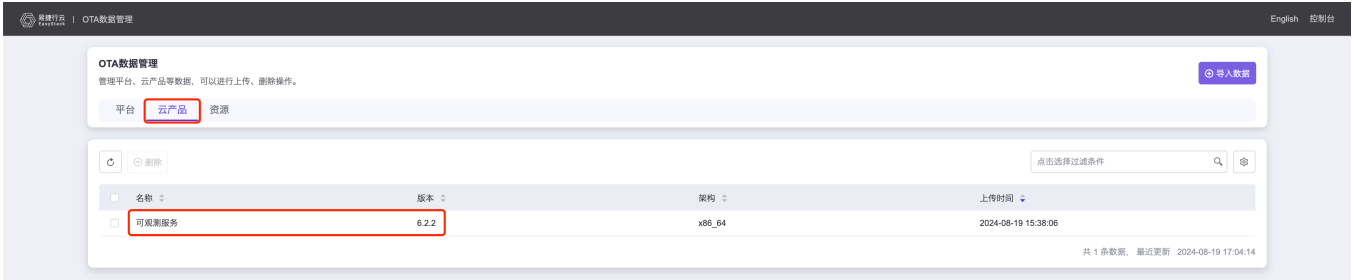 易捷行云 EasyStack | OTA数据管理 English 控制台
OTA数据管理
管理平台、云产品等数据，可以进行上传、删除操作。
导入数据
平台 云产品 资源
删除 点击选择过滤条件
名称 版本 架构 上传时间
可观测服务 6.2.2 x86_64 2024-08-19 15:38:06
共 1 条数据， 最近更新 2024-08-19 17:04:14